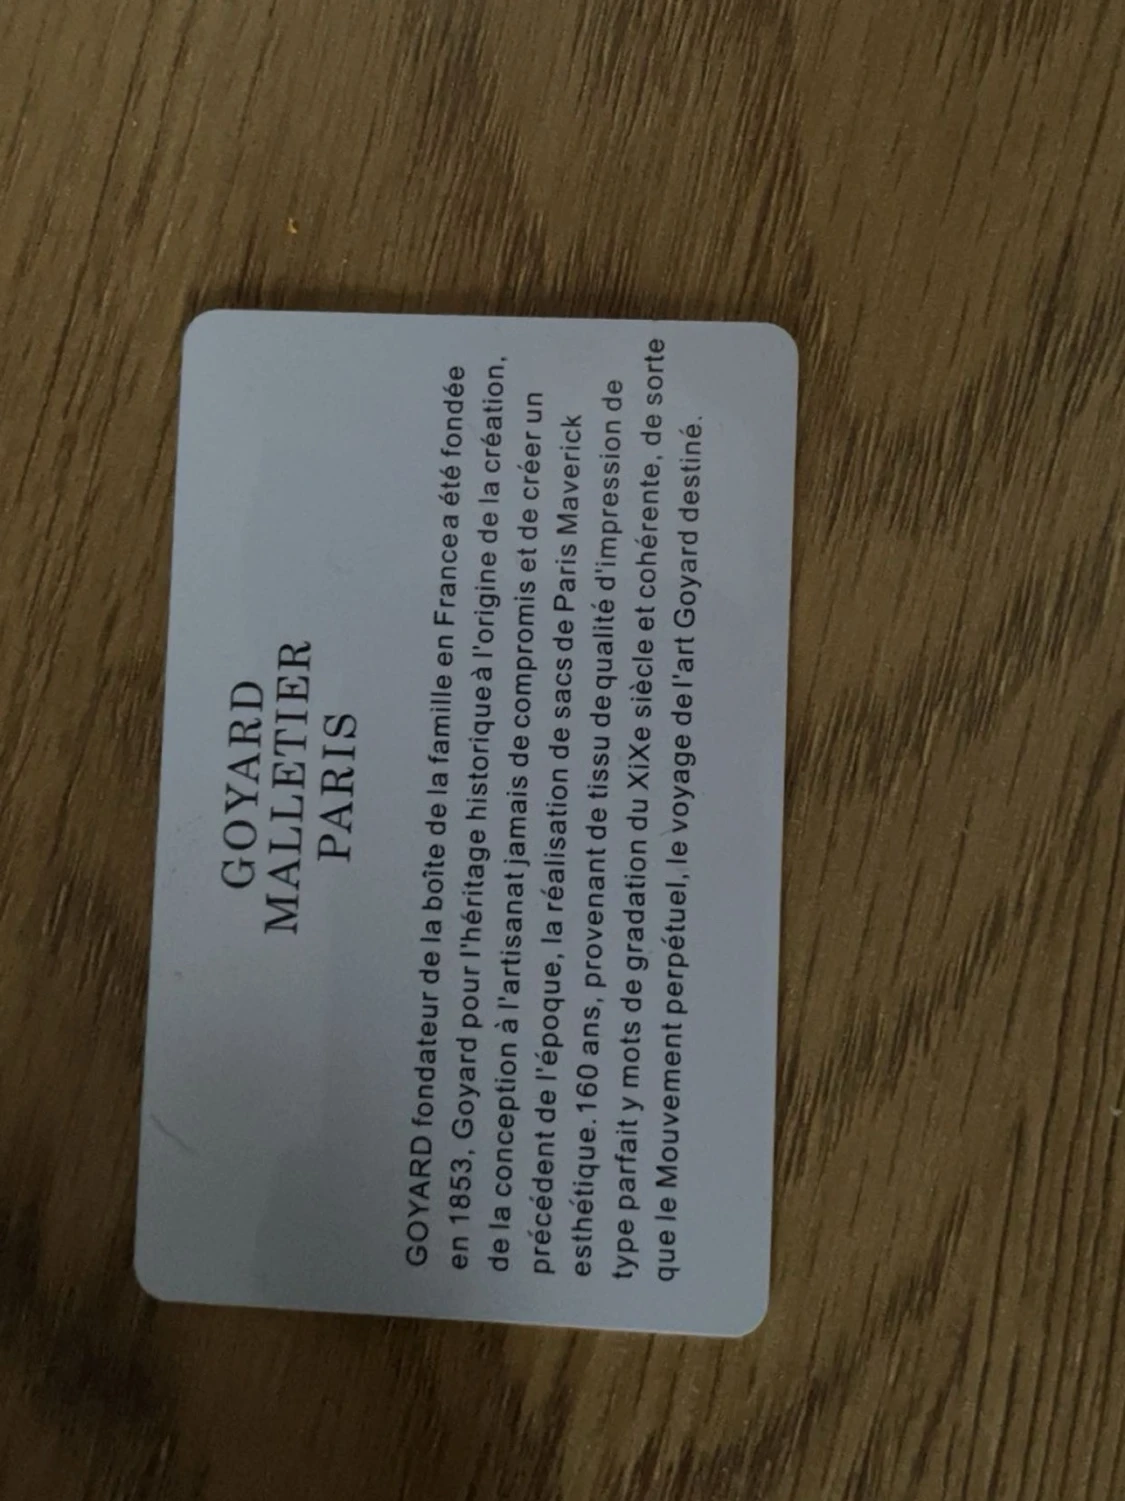 GOYARD
MALLETIER
PARIS
GOYARD fondateur de la boîte de la famille en France a été fondée
en 1853, Goyard pour l'héritage historique à l'origine de la création,
de la conception à l'artisanat jamais de compromis et de créer un
précédent de l'époque, la réalisation de sacs de Paris Maverick
esthétique. 160 ans, provenant de tissu de qualité d'impression de
type parfait y mots de gradation du XiXe siècle et cohérente, de sorte
que le Mouvement perpétuel, le voyage de l'art Goyard destiné.